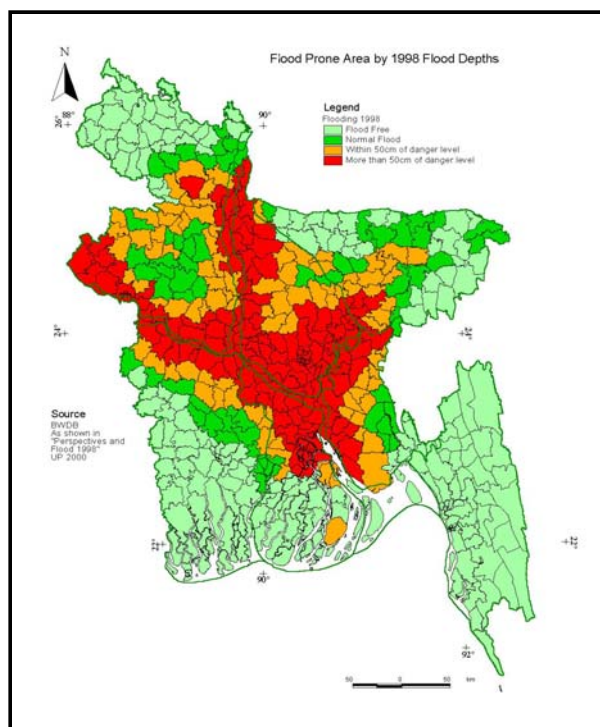 N
Flood Prone Area by 1998 Flood Depths
26° 88°
90°
Legend
Flooding 1998
Flood Free
Normal Flood
Within 50cm of danger level
More than 50cm of danger level
24°
24°
Source
BWDB
As shown in
"Perspectives and
Flood 1998"
UP 2000
22°
22°
90°
92°
50 0 50 km